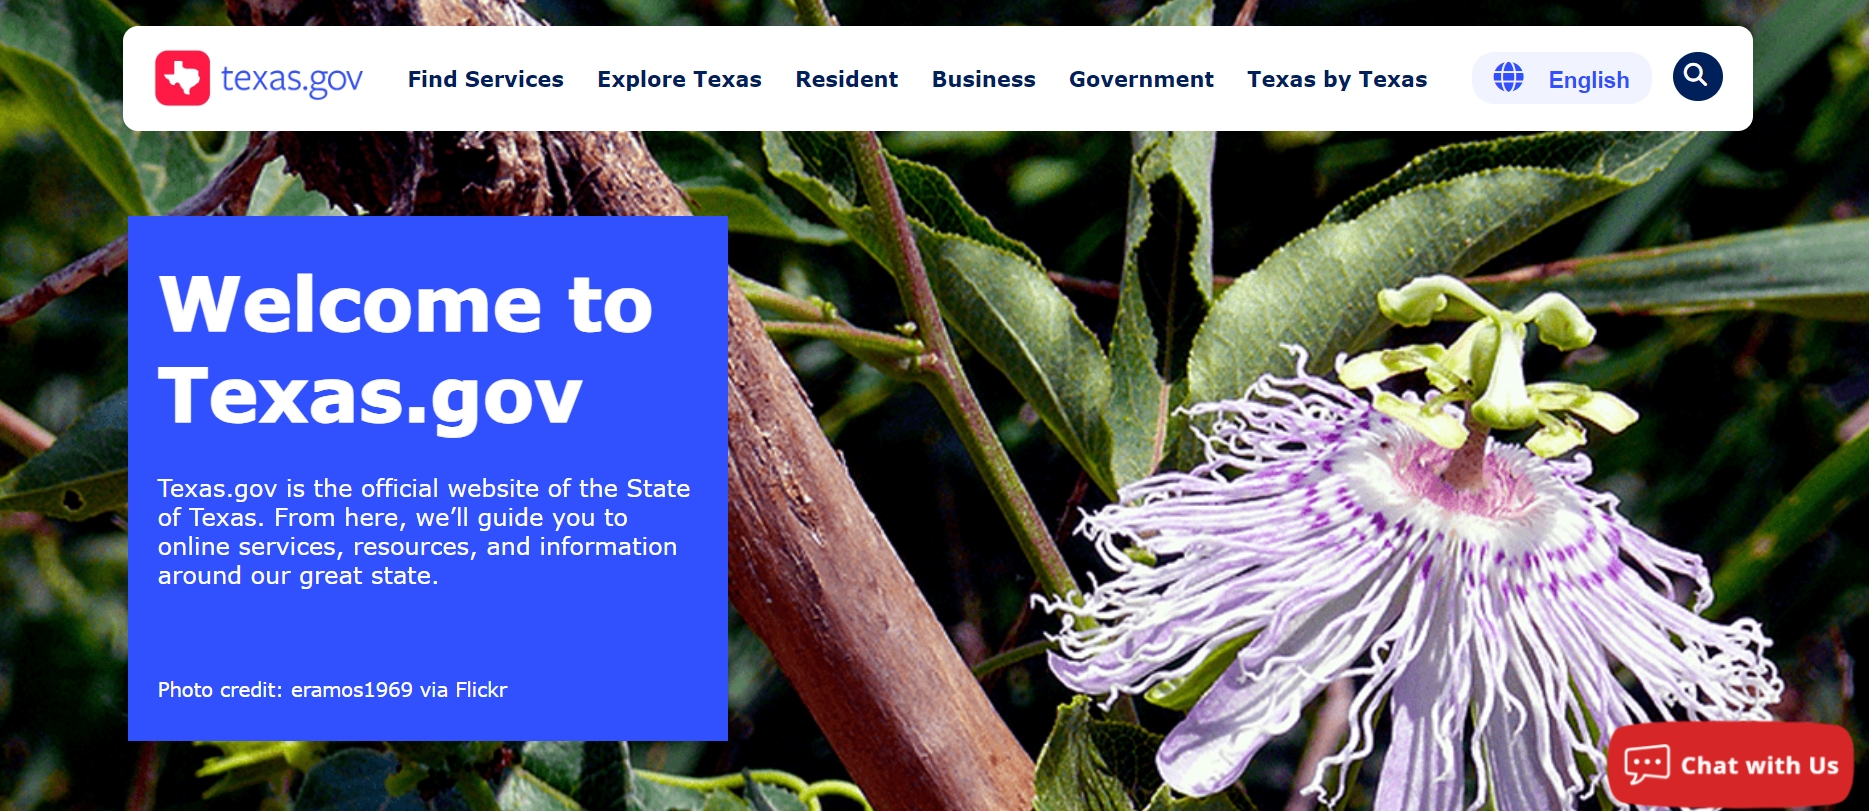 texas.gov Find Services Explore Texas Resident Business Government Texas by Texas English
Welcome to
Texas.gov
Texas.gov is the official website of the State
of Texas. From here, we’ll guide you to
online services, resources, and information
around our great state.
Photo credit: eramos1969 via Flickr
Chat with Us